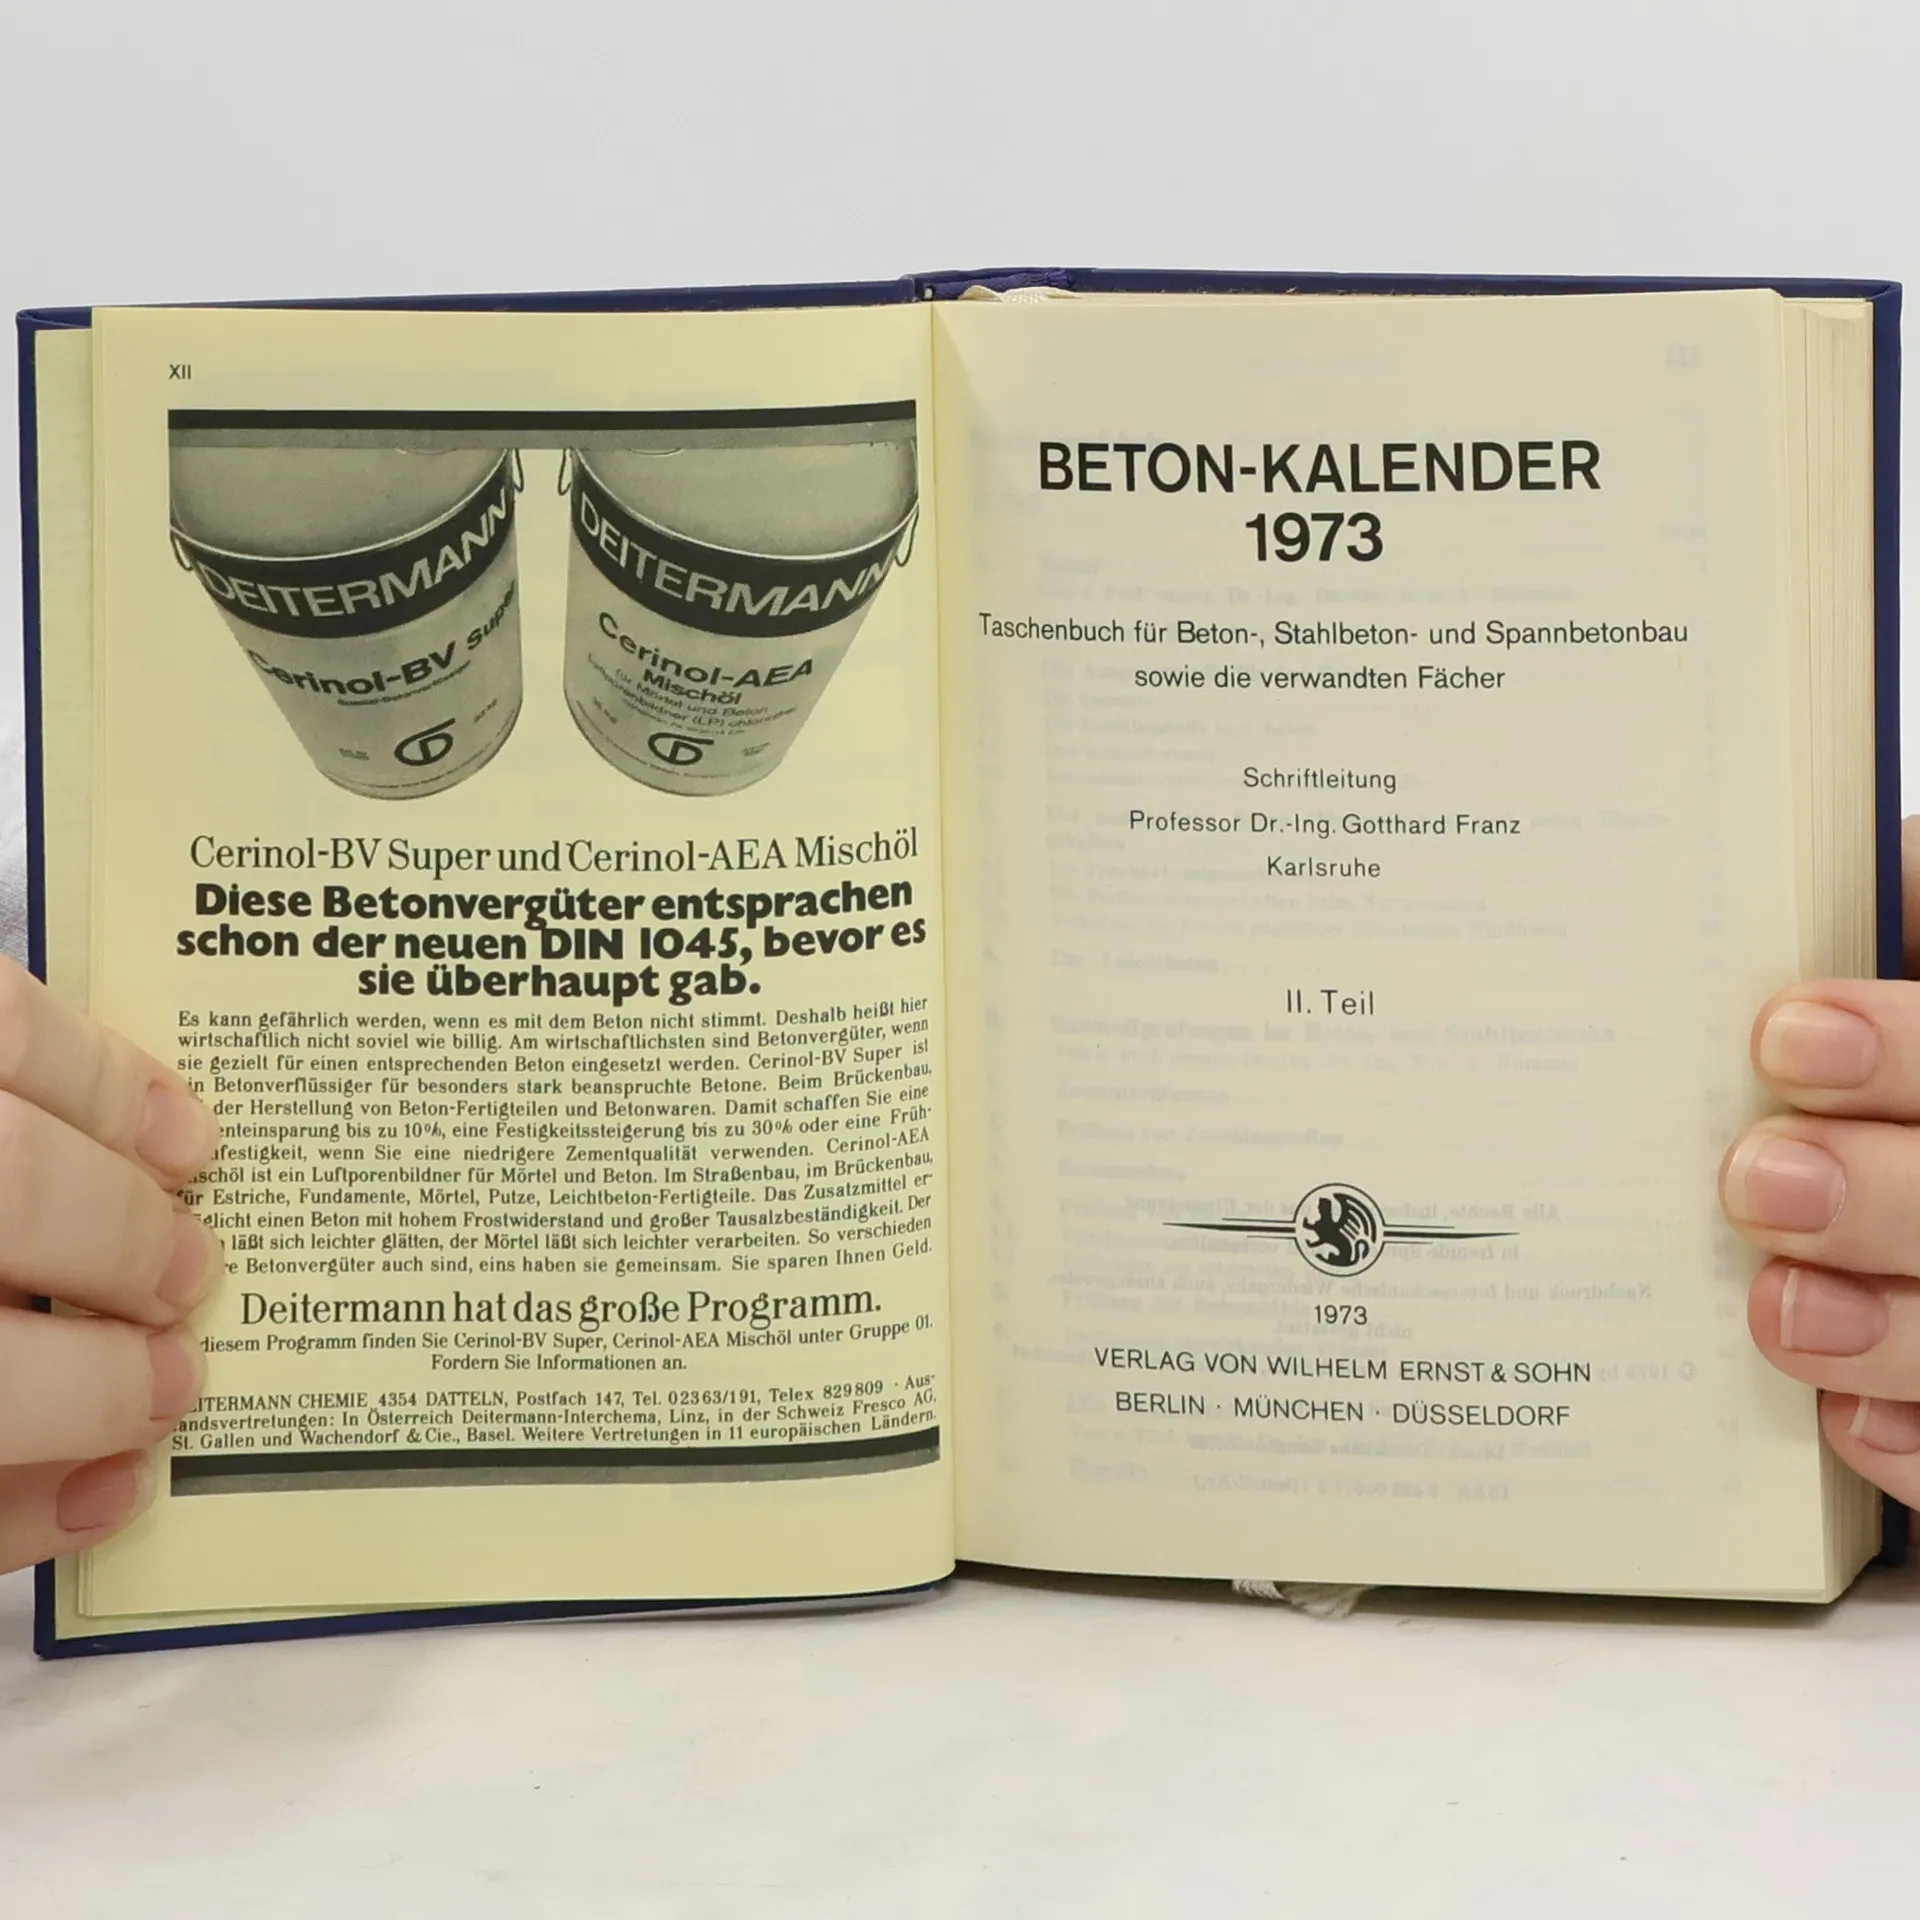 XII
DEITERMANN
Cerinol-BV Super
DEITERMANN
Cerinol-AEA
Mischöl
für Mörtel und Beton
Cerinol-BV Super und Cerinol-AEA Mischöl
Diese Betonvergüter entsprachen
schon der neuen DIN 1045, bevor es
sie überhaupt gab.
Es kann gefährlich werden, wenn es mit dem Beton nicht stimmt. Deshalb heißt hier
wirtschaftlich nicht soviel wie billig. Am wirtschaftlichsten sind Betonvergüter, wenn
sie gezielt für einen entsprechenden Beton eingesetzt werden. Cerinol-BV Super ist
in Betonverflüssiger für besonders stark beanspruchte Betone. Beim Brückenbau,
der Herstellung von Beton-Fertigteilen und Betonwaren. Damit schaffen Sie eine
enteinsparung bis zu 10%, eine Festigkeitssteigerung bis zu 30% oder eine Früh-
festigkeit, wenn Sie eine niedrigere Zementqualität verwenden. Cerinol-AEA
schöl ist ein Luftporenbildner für Mörtel und Beton. Im Straßenbau, im Brückenbau,
für Estriche, Fundamente, Mörtel, Putze, Leichtbeton-Fertigteile. Das Zusatzmittel er-
glicht einen Beton mit hohem Frostwiderstand und großer Tausalzbeständigkeit. Der
läßt sich leichter glätten, der Mörtel läßt sich leichter verarbeiten. So verschieden
re Betonvergüter auch sind, eins haben sie gemeinsam. Sie sparen Ihnen Geld.
Deitermann hat das große Programm.
diesem Programm finden Sie Cerinol-BV Super, Cerinol-AEA Mischöl unter Gruppe 01.
Fordern Sie Informationen an.
EITERMANN CHEMIE, 4354 DATTELN, Postfach 147, Tel. 02363/191, Telex 829809 · Aus-
landsvertretungen: In Österreich Deitermann-Interchema, Linz, in der Schweiz Fresco AG,
St. Gallen und Wachendorf & Cie., Basel. Weitere Vertretungen in 11 europäischen Ländern.
BETON-KALENDER
1973
Taschenbuch für Beton-, Stahlbeton- und Spannbetonbau
sowie die verwandten Fächer
Schriftleitung
Professor Dr.-Ing. Gotthard Franz
Karlsruhe
II. Teil
1973
VERLAG VON WILHELM ERNST & SOHN
BERLIN · MÜNCHEN · DÜSSELDORF